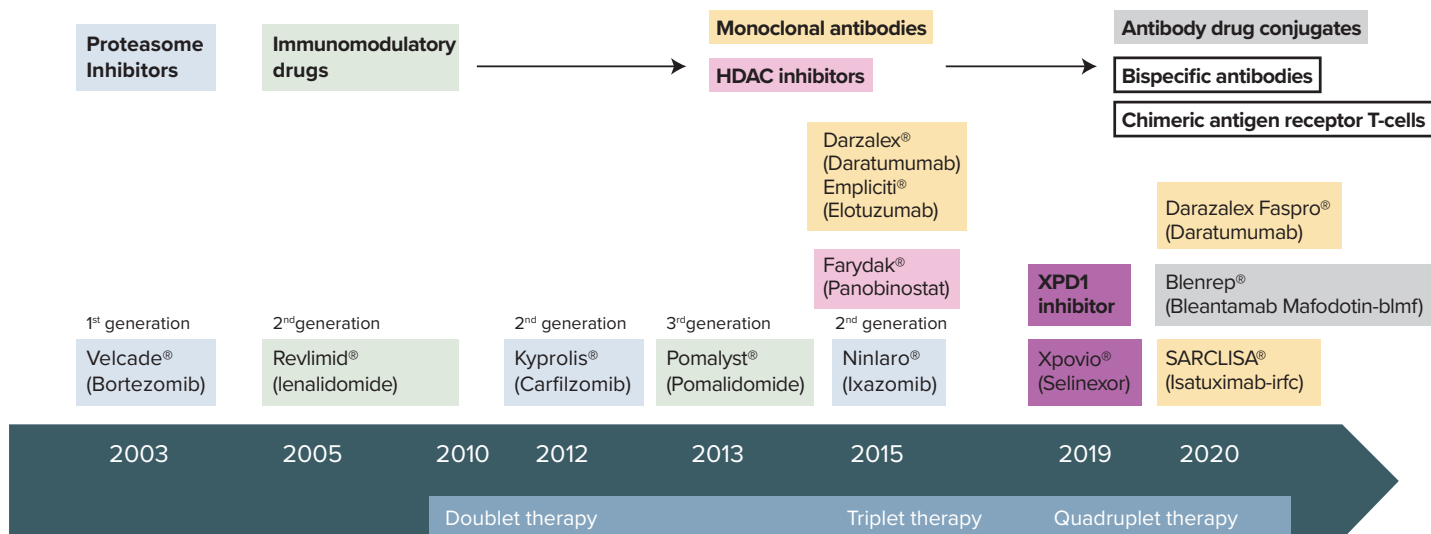 Proteasome
Inhibitors
Immunomodulatory
drugs
Monoclonal antibodies
HDAC inhibitors
Antibody drug conjugates
Bispecific antibodies
Chimeric antigen receptor T-cells
Darzalex®
(Daratumumab)
Empliciti®
(Elotuzumab)
Darazalex Faspro®
(Daratumumab)
Farydak®
(Panobinostat)
XPD1
inhibitor
Blenrep®
(Bleantamab Mafodotin-blmf)
1st generation
Velcade®
(Bortezomib)
2ndgeneration
Revlimid®
(lenalidomide)
2nd generation
Kyprolis®
(Carfilzomib)
3rdgeneration
Pomalyst®
(Pomalidomide)
2nd generation
Ninlaro®
(Ixazomib)
Xpovio®
(Selinexor)
SARCLISA®
(Isatuximab-irfc)
2003
2005
2010
2012
2013
2015
2019
2020
Doublet therapy
Triplet therapy
Quadruplet therapy